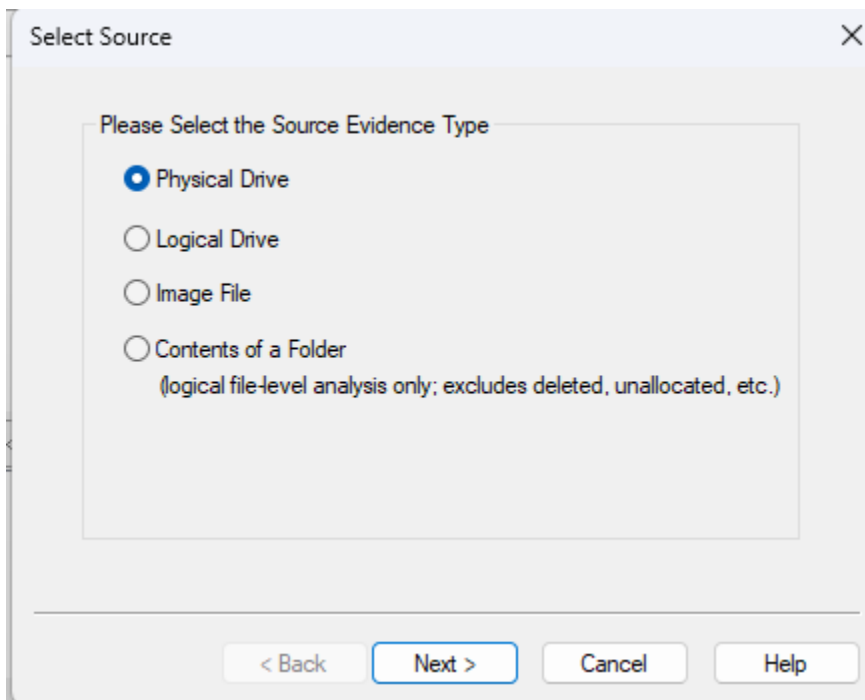 Select Source
Please Select the Source Evidence Type
Physical Drive
Logical Drive
Image File
Contents of a Folder
(logical file-level analysis only; excludes deleted, unallocated, etc.)
< Back Next > Cancel Help